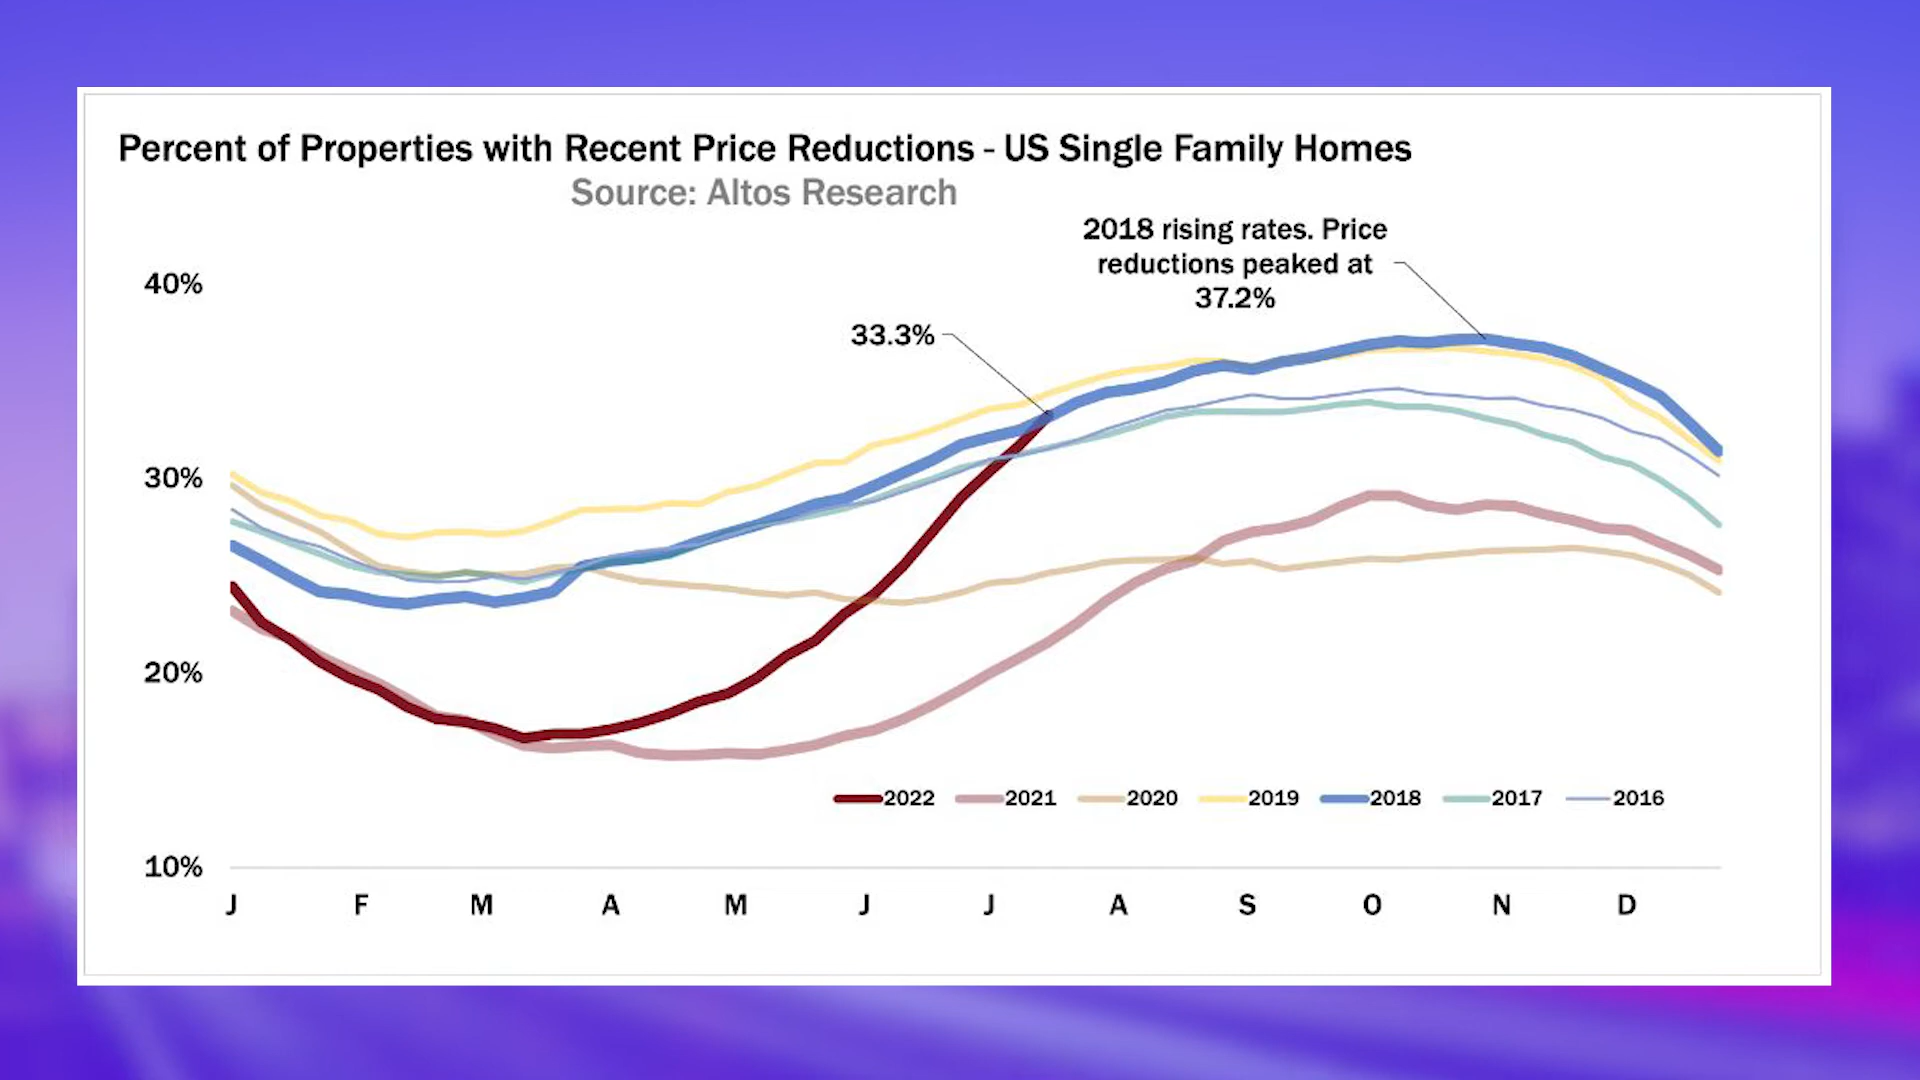 Percent of Properties with Recent Price Reductions - US Single Family Homes
Source: Altos Research
2018 rising rates. Price
reductions peaked at
37.2%
33.3%
40%
30%
20%
10%
2022 2021 2020 2019 2018 2017 2016
J F M A M J J A S O N D